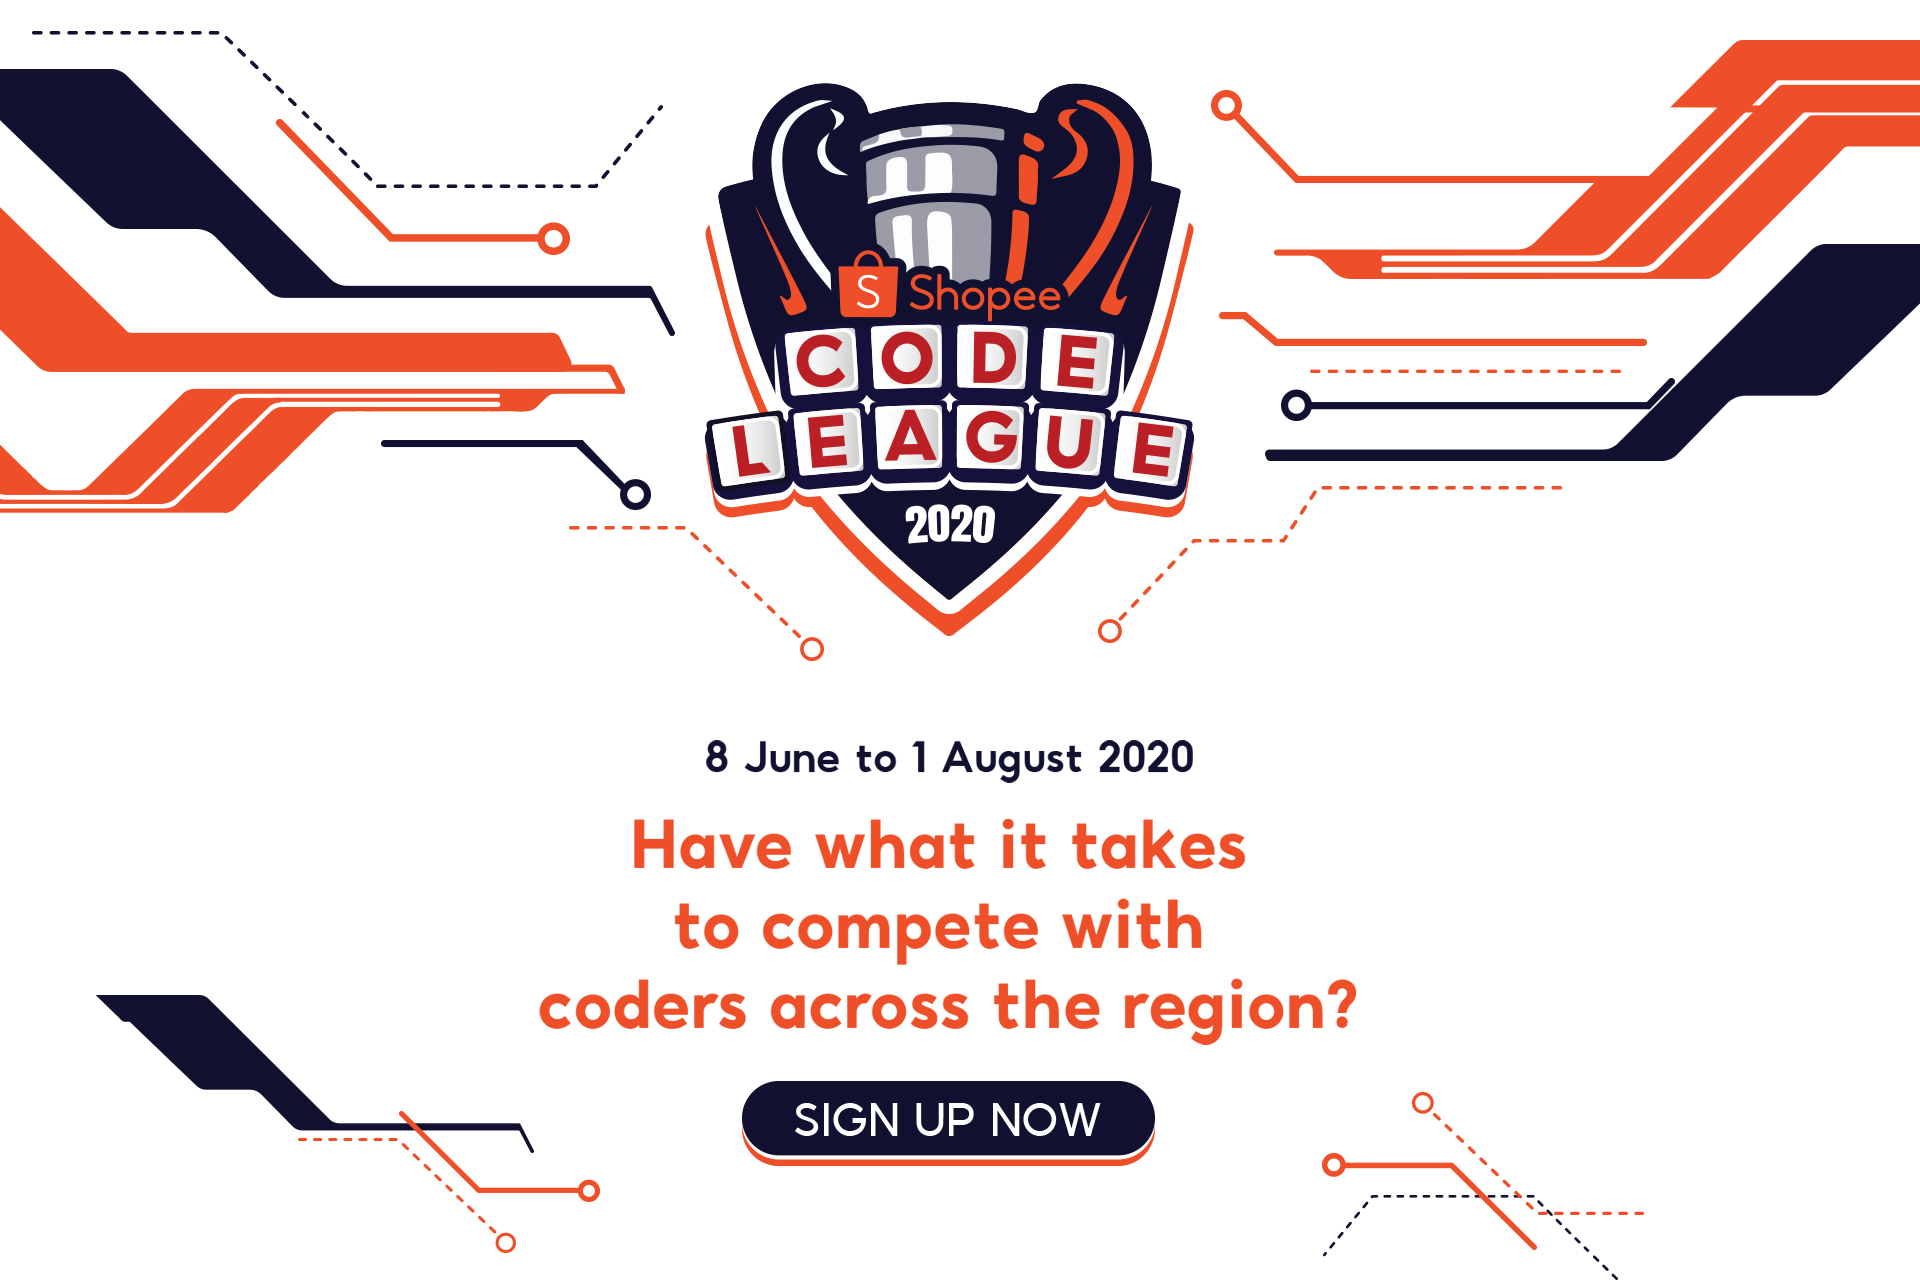 S Shopee
CODE
LEAGUE
2020
8 June to 1 August 2020
Have what it takes
to compete with
coders across the region?
SIGN UP NOW